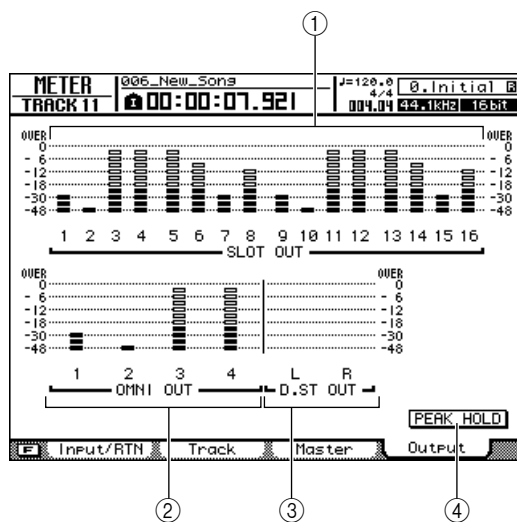 ①
METER
TRACK 11
006_New_Song
00:00:07.921
♩=120.0
4/4
004.04
0.Initial
44.1kHz 16bit
OVER OVER
0 0
- 6 - 6
-12 -12
-18 -18
-30 -30
-48 -48
1 2 3 4 5 6 7 8 9 10 11 12 13 14 15 16
SLOT OUT
OVER OVER
0 0
- 6 - 6
-12 -12
-18 -18
-30 -30
-48 -48
1 2 3 4 L R
OMNI OUT D.ST OUT
PEAK HOLD
F Input/RTN Track Master Output
② ③ ④